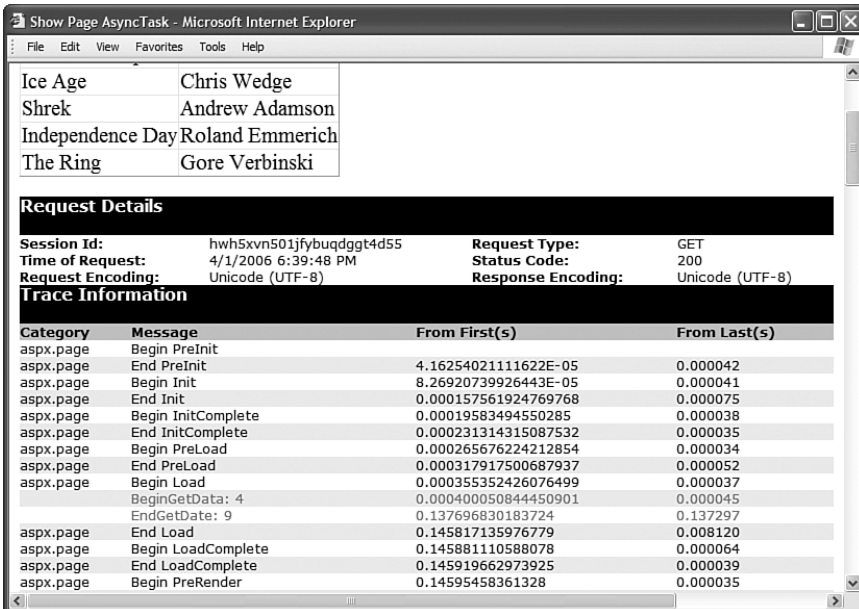 Show Page AsyncTask - Microsoft Internet Explorer
File Edit View Favorites Tools Help
Ice Age Chris Wedge
Shrek Andrew Adamson
Independence Day Roland Emmerich
The Ring Gore Verbinski
Request Details
Session Id: hwh5xvn501jfybuqdggt4d55 Request Type: GET
Time of Request: 4/1/2006 6:39:48 PM Status Code: 200
Request Encoding: Unicode (UTF-8) Response Encoding: Unicode (UTF-8)
Trace Information
Category Message From First(s) From Last(s)
aspx.page Begin PreInit
aspx.page End PreInit 4.16254021111622E-05 0.000042
aspx.page Begin Init 8.26920739926443E-05 0.000041
aspx.page End Init 0.000157561924769768 0.000075
aspx.page Begin InitComplete 0.00019583494550285 0.000038
aspx.page End InitComplete 0.000231314315087532 0.000035
aspx.page Begin PreLoad 0.000265676224212854 0.000034
aspx.page End PreLoad 0.000317917500687937 0.000052
aspx.page Begin Load 0.000355352426076499 0.000037
BeginGetData: 4 0.000400050844450901 0.000045
EndGetDate: 9 0.137696830183724 0.137297
aspx.page End Load 0.145817135976779 0.008120
aspx.page Begin LoadComplete 0.145881110588078 0.000064
aspx.page End LoadComplete 0.145919662973925 0.000039
aspx.page Begin PreRender 0.14595458361328 0.000035